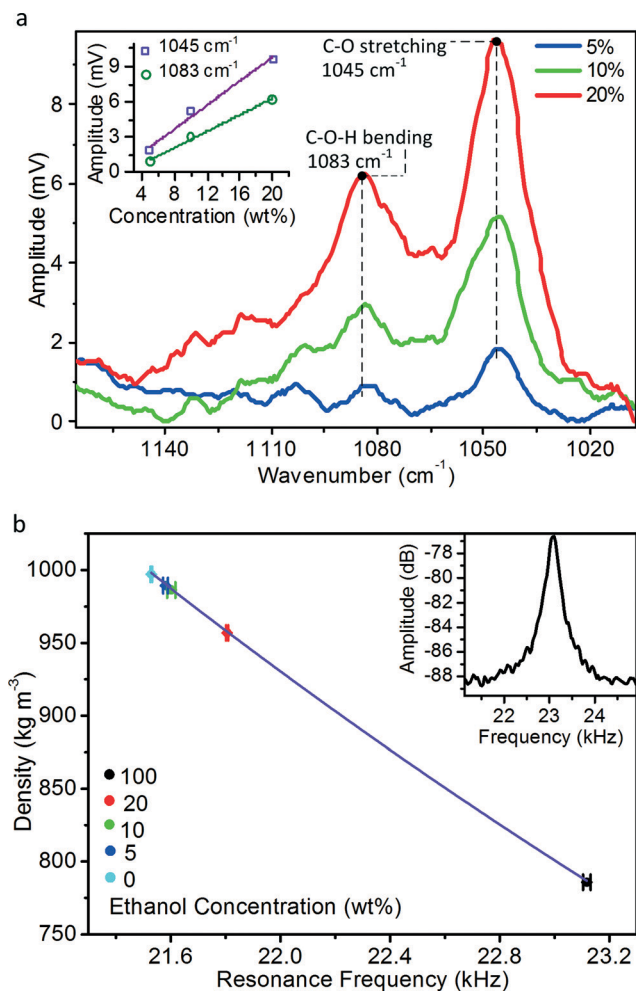 a
1045 cm⁻¹
1083 cm⁻¹
Amplitude (mV)
9
6
3
0
4
8
12
16
20
Concentration (wt%)
C-O stretching
1045 cm⁻¹
C-O-H bending
1083 cm⁻¹
5%
10%
20%
Amplitude (mV)
8
6
4
2
0
1140
1110
1080
1050
1020
Wavenumber (cm⁻¹)
b
Density (kg m⁻³)
1000
950
900
850
800
750
100
20
10
5
0
Ethanol Concentration (wt%)
Amplitude (dB)
-78
-80
-82
-84
-86
-88
22
23
24
Frequency (kHz)
21.6
22.0
22.4
22.8
23.2
Resonance Frequency (kHz)